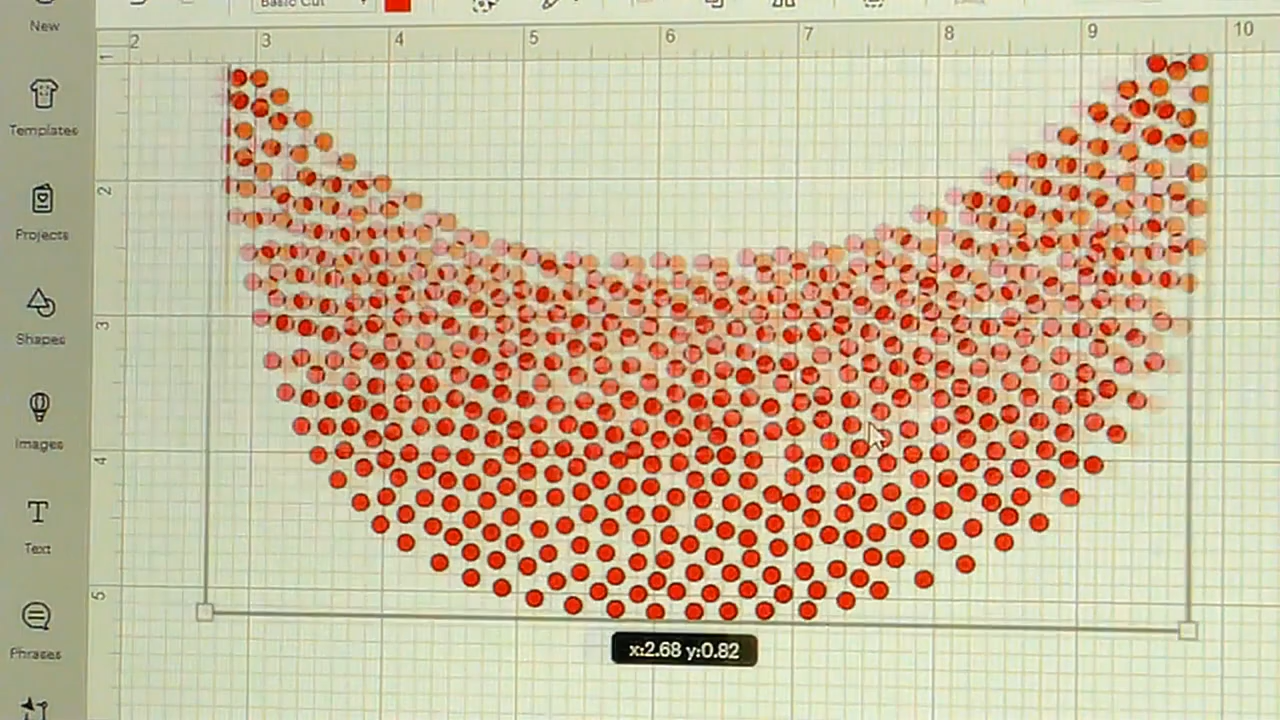 New
Basic Cut
2 3 4 5 6 7 8 9 10
1
Templates
2
Projects
3
Shapes
Images
4
Text
5
Phrases
x:2.68 y:0.82